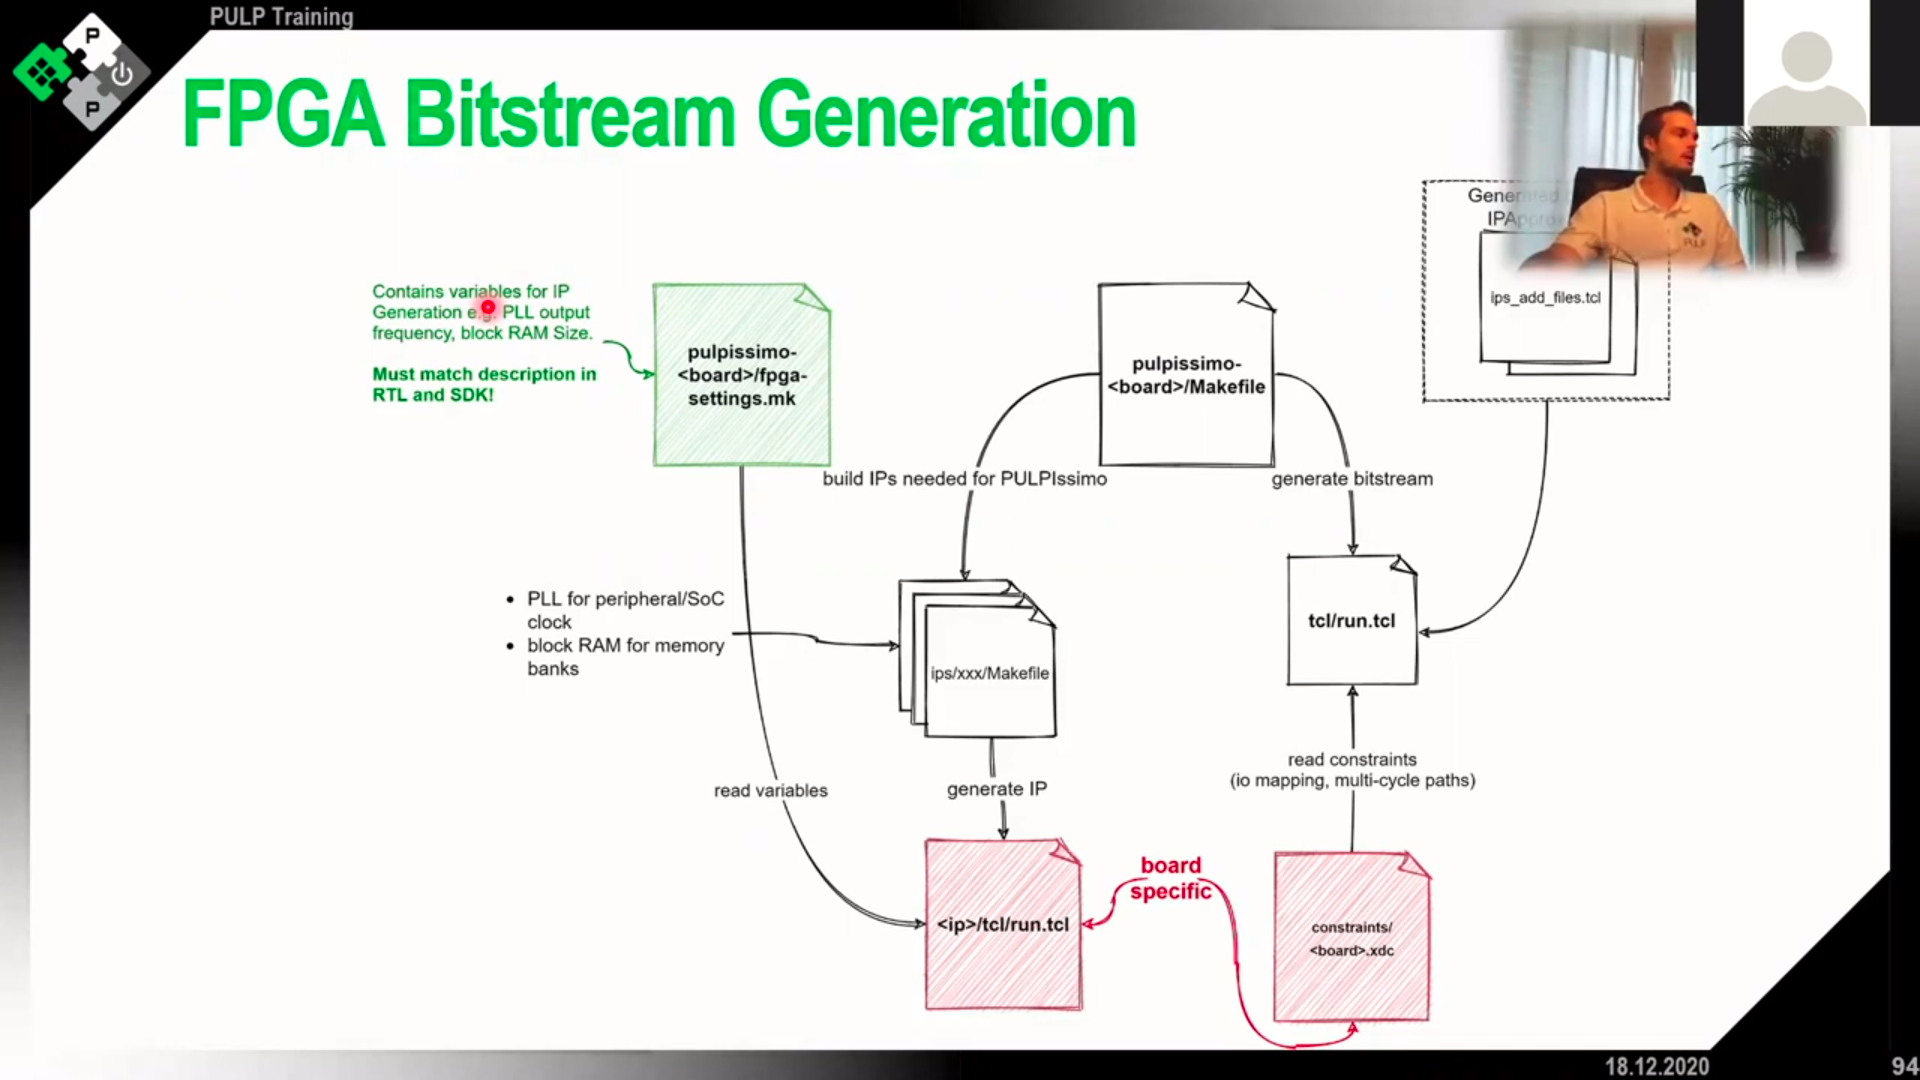 PULP Training
P
P
FPGA Bitstream Generation
Contains variables for IP
Generation e.g. PLL output
frequency, block RAM Size.
Must match description in
RTL and SDK!
pulpissimo-
<board>/fpga-
settings.mk
pulpissimo-
<board>/Makefile
Generated
IPApprox
ips_add_files.tcl
PULP
build IPs needed for PULPIssimo
generate bitstream
• PLL for peripheral/SoC
clock
• block RAM for memory
banks
ips/xxx/Makefile
tcl/run.tcl
read variables
generate IP
read constraints
(io mapping, multi-cycle paths)
board
specific
<ip>/tcl/run.tcl
constraints/
<board>.xdc
18.12.2020
94